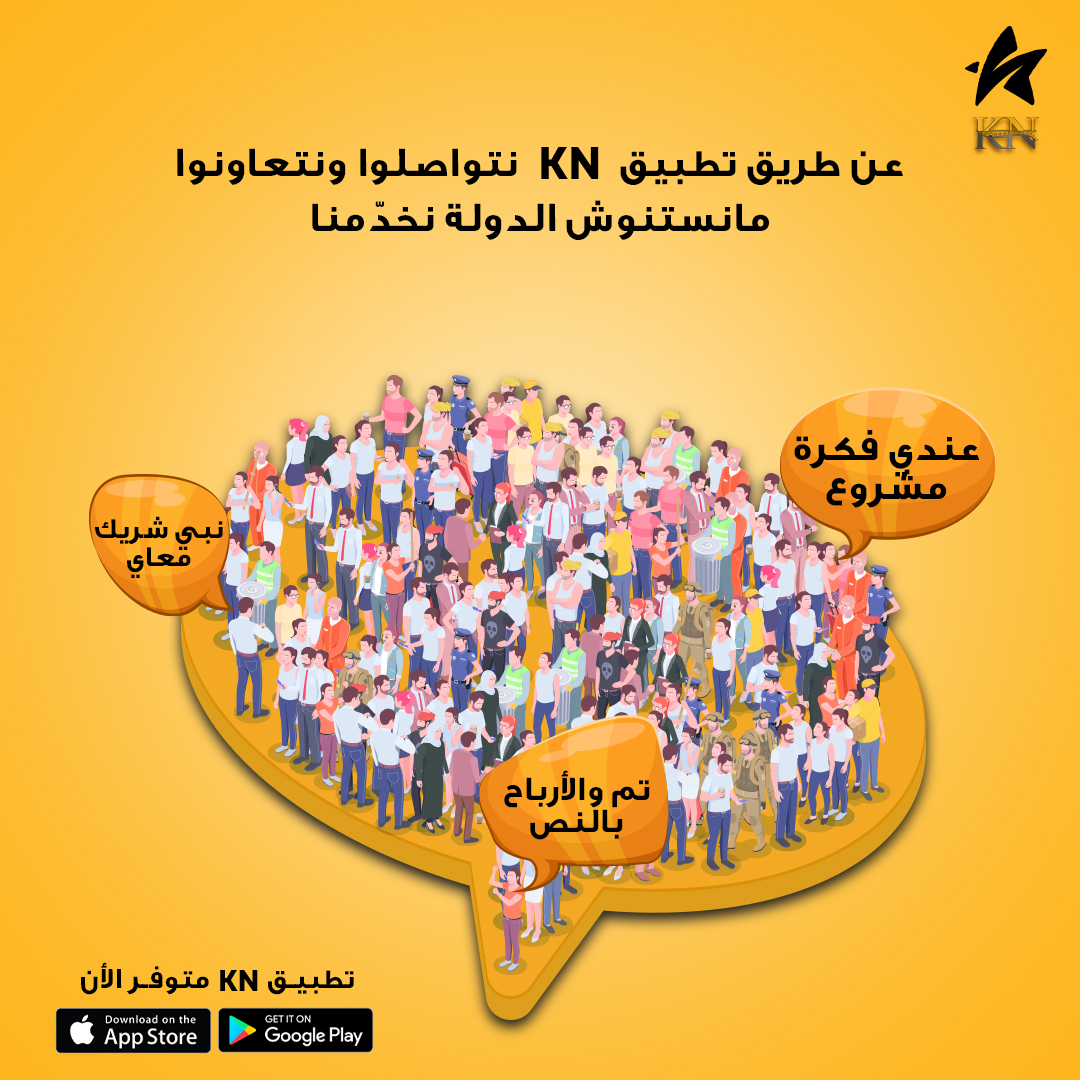 KN
عن طريق تطبيق KN نتواصلوا ونتعاونوا
مانستنوش الدولة نخدّمنا
عندي فكرة
مشروع
نبي شريك
معاي
تم والأرباح
بالنص
تطبيق KN متوفر الأن
Download on the
App Store
GET IT ON
Google Play